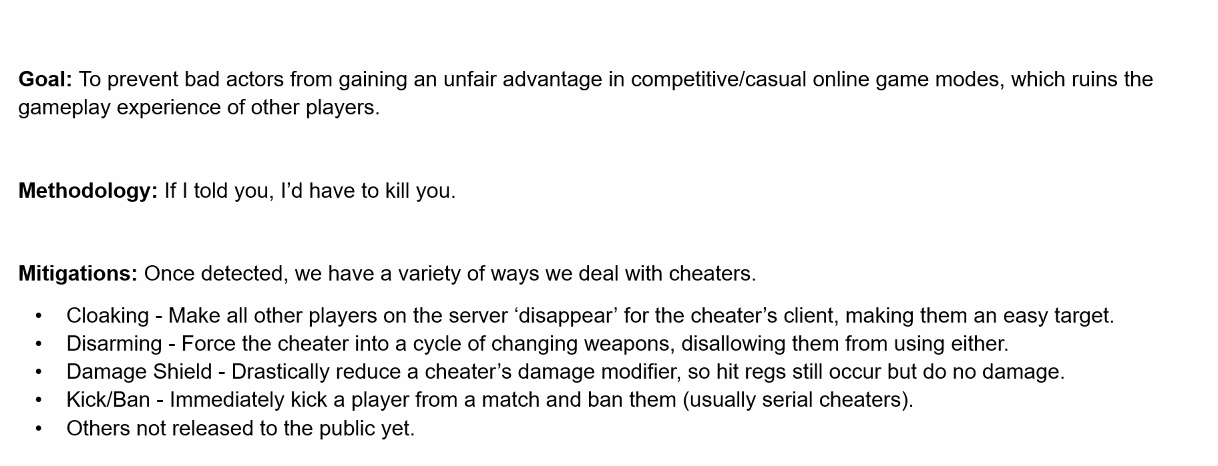 Goal: To prevent bad actors from gaining an unfair advantage in competitive/casual online game modes, which ruins the
gameplay experience of other players.
Methodology: If I told you, I’d have to kill you.
Mitigations: Once detected, we have a variety of ways we deal with cheaters.
• Cloaking - Make all other players on the server ‘disappear’ for the cheater’s client, making them an easy target.
• Disarming - Force the cheater into a cycle of changing weapons, disallowing them from using either.
• Damage Shield - Drastically reduce a cheater’s damage modifier, so hit regs still occur but do no damage.
• Kick/Ban - Immediately kick a player from a match and ban them (usually serial cheaters).
• Others not released to the public yet.